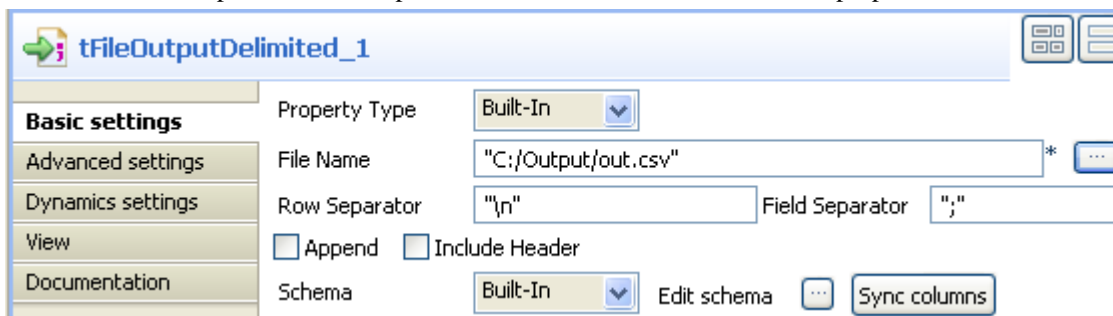 tFileOutputDelimited_1
Basic settings
Property Type Built-In
Advanced settings
File Name "C:/Output/out.csv" * ...
Dynamics settings
Row Separator "\n" Field Separator ";"
View
Append Include Header
Documentation
Schema Built-In Edit schema ... Sync columns